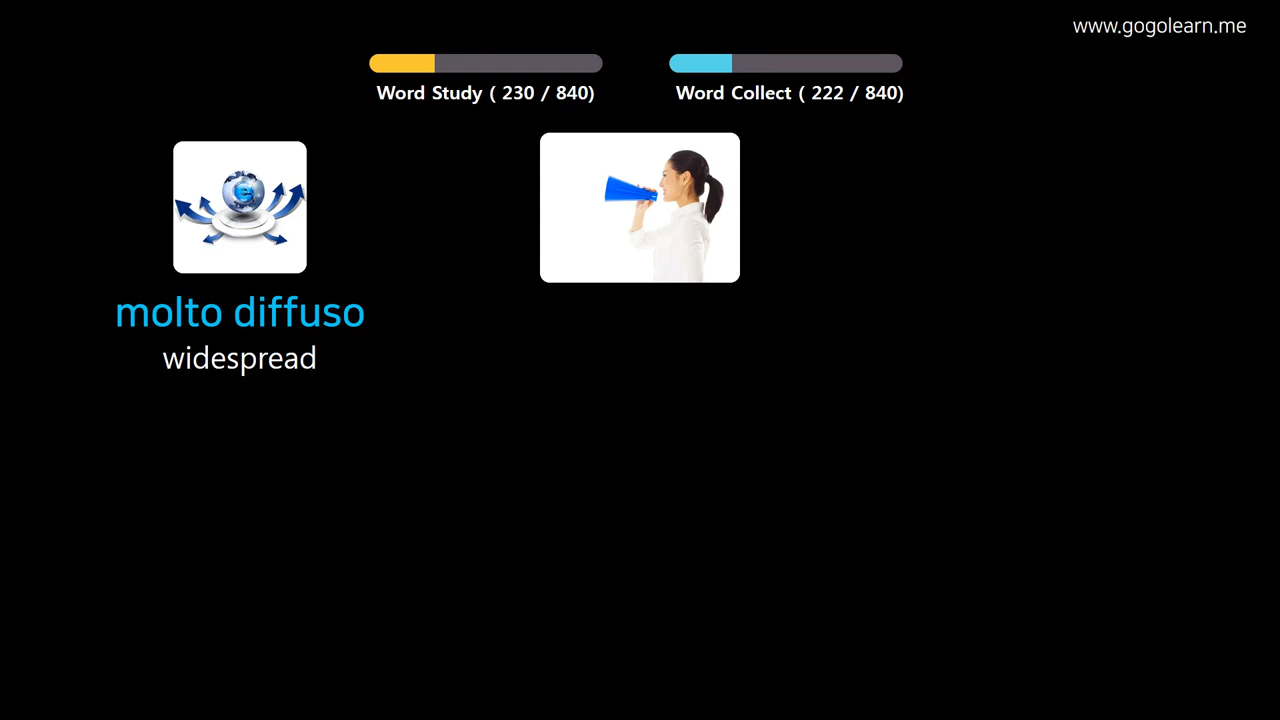 www.gogolearn.me
Word Study ( 230 / 840)
Word Collect ( 222 / 840)
molto diffuso
widespread